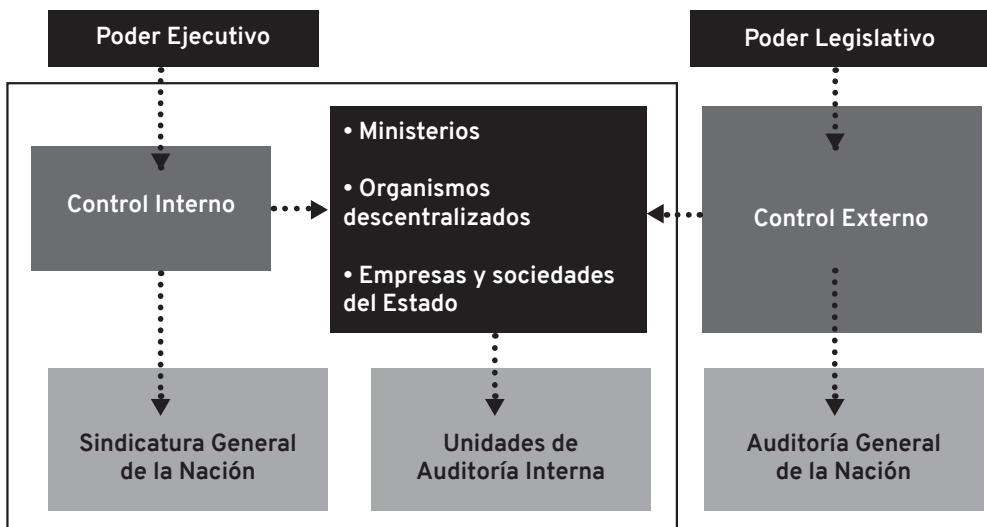 Poder Ejecutivo
Poder Legislativo
Control Interno
• Ministerios
• Organismos
descentralizados
• Empresas y sociedades
del Estado
Control Externo
Sindicatura General
de la Nación
Unidades de
Auditoría Interna
Auditoría General
de la Nación